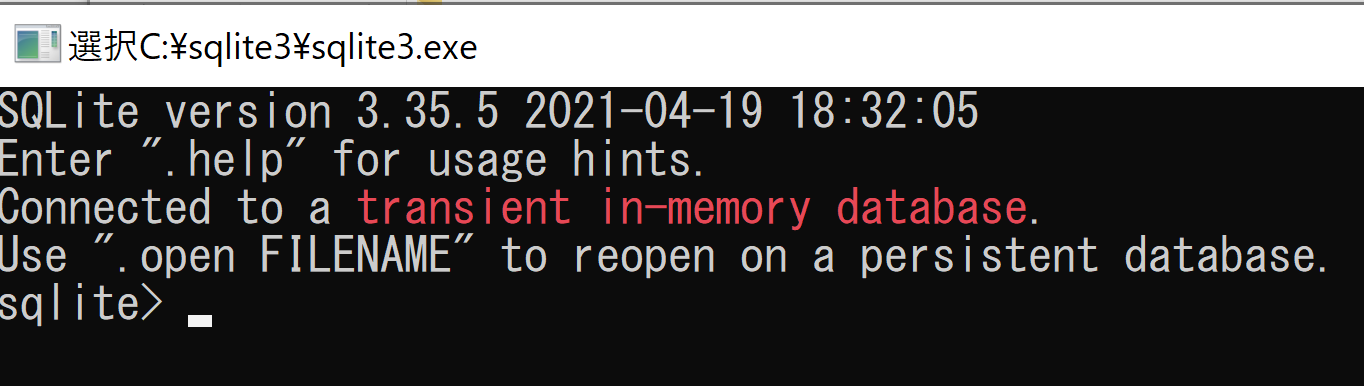 選択C:¥sqlite3¥sqlite3.exe
SQLite version 3.35.5 2021-04-19 18:32:05
Enter ".help" for usage hints.
Connected to a transient in-memory database.
Use ".open FILENAME" to reopen on a persistent database.
sqlite>